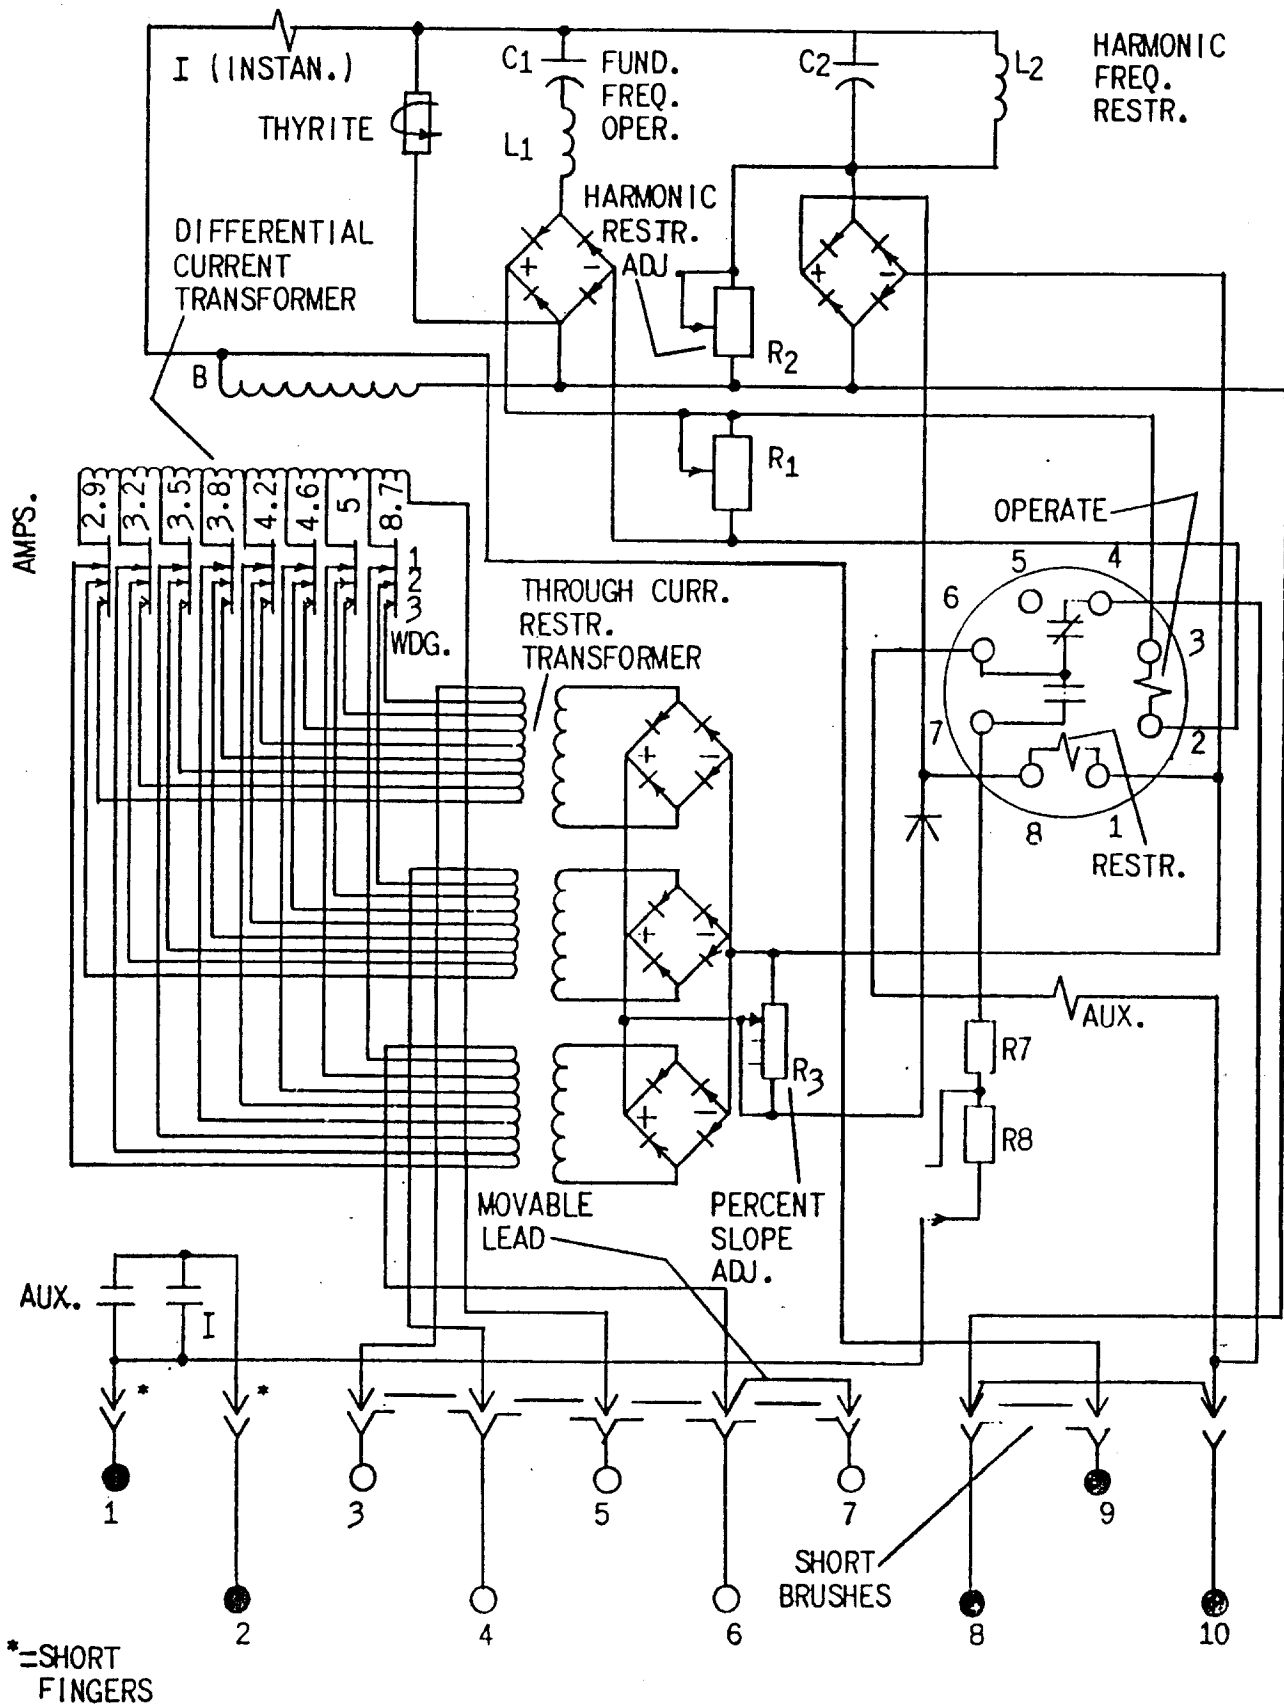 I (INSTAN.)
C1
FUND.
FREQ.
OPER.
C2
L2
HARMONIC
FREQ.
RESTR.
THYRITE
L1
HARMONIC
RESTR.
ADJ
DIFFERENTIAL
CURRENT
TRANSFORMER
+
–
+
–
R2
B
R1
AMPS.
2.9
3.2
3.5
3.8
4.2
4.6
5
8.7
1
2
3
WDG.
OPERATE
THROUGH CURR.
RESTR.
TRANSFORMER
5
4
6
3
7
2
8
1
RESTR.
+
–
+
–
+
–
AUX.
R3
R7
R8
MOVABLE
LEAD
PERCENT
SLOPE
ADJ.
AUX.
I
*
*
1
3
5
7
9
SHORT
BRUSHES
2
4
6
8
10
*=SHORT
FINGERS